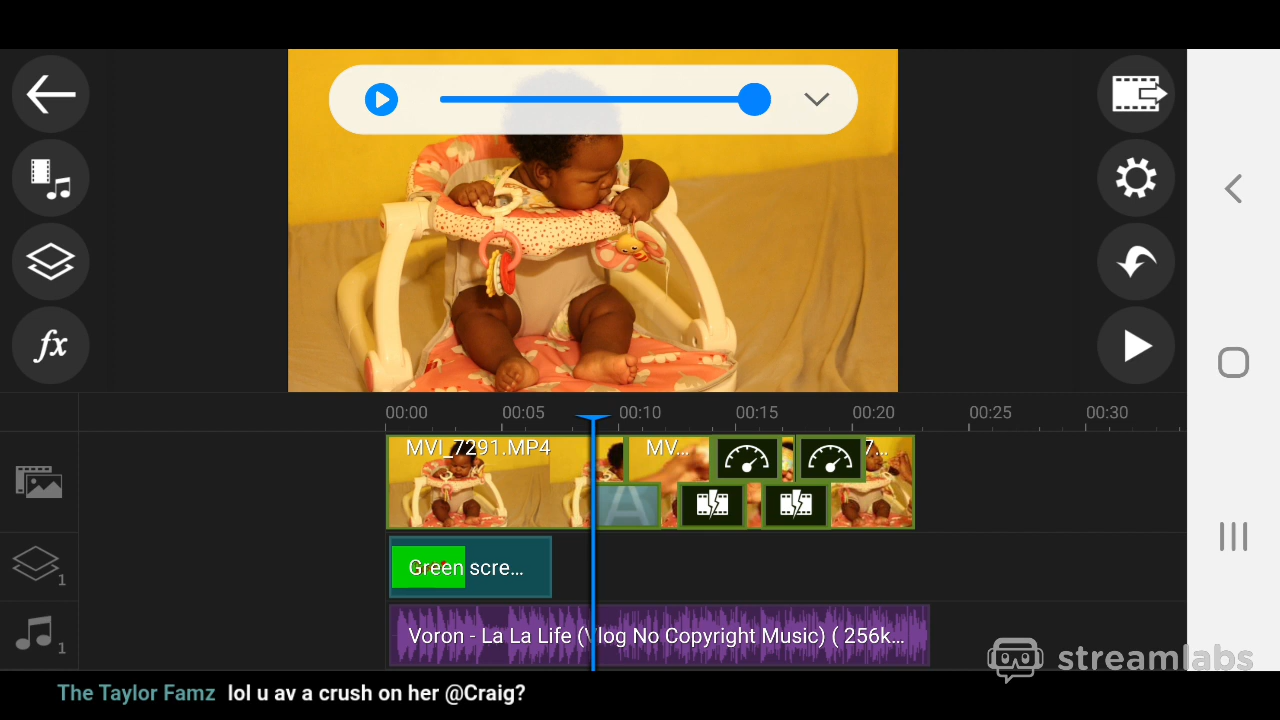 fx
00:00 00:05 00:10 00:15 00:20 00:25 00:30
MVI_7291.MP4 MV... 7...
A
Green scre...
1
Voron - La La Life (Vlog No Copyright Music) ( 256k...
1
streamlabs
The Taylor Famz lol u av a crush on her @Craig?